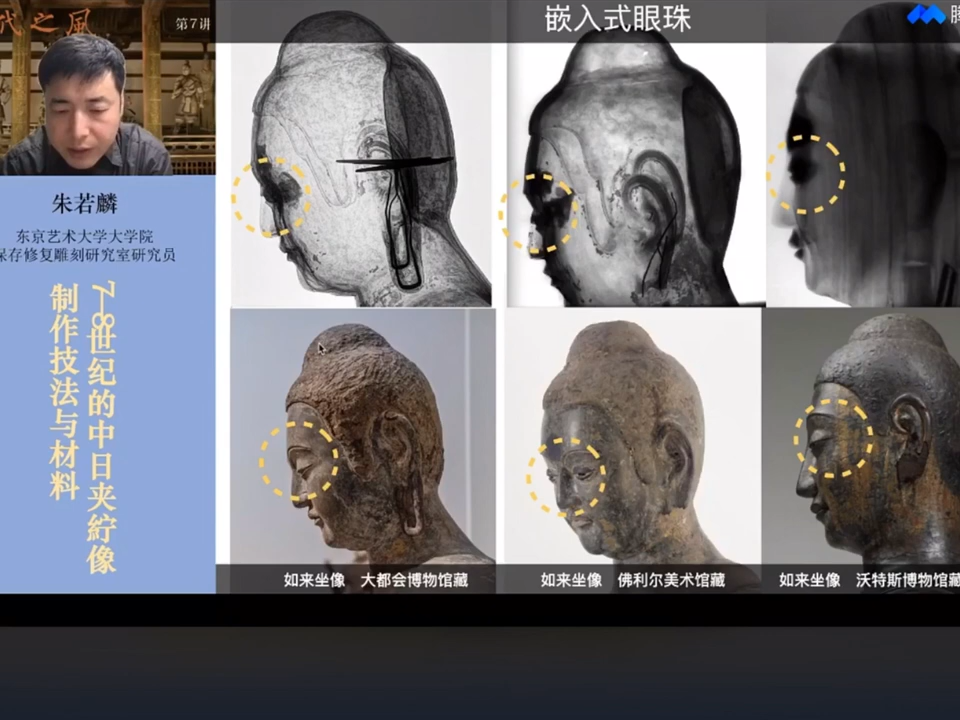 代之風
第7讲
嵌入式眼珠
朱若麟
东京艺术大学大学院
保存修复雕刻研究室研究员
7—8世纪的中日夹紵像
制作技法与材料
如来坐像 大都会博物馆藏
如来坐像 佛利尔美术馆藏
如来坐像 沃特斯博物馆藏